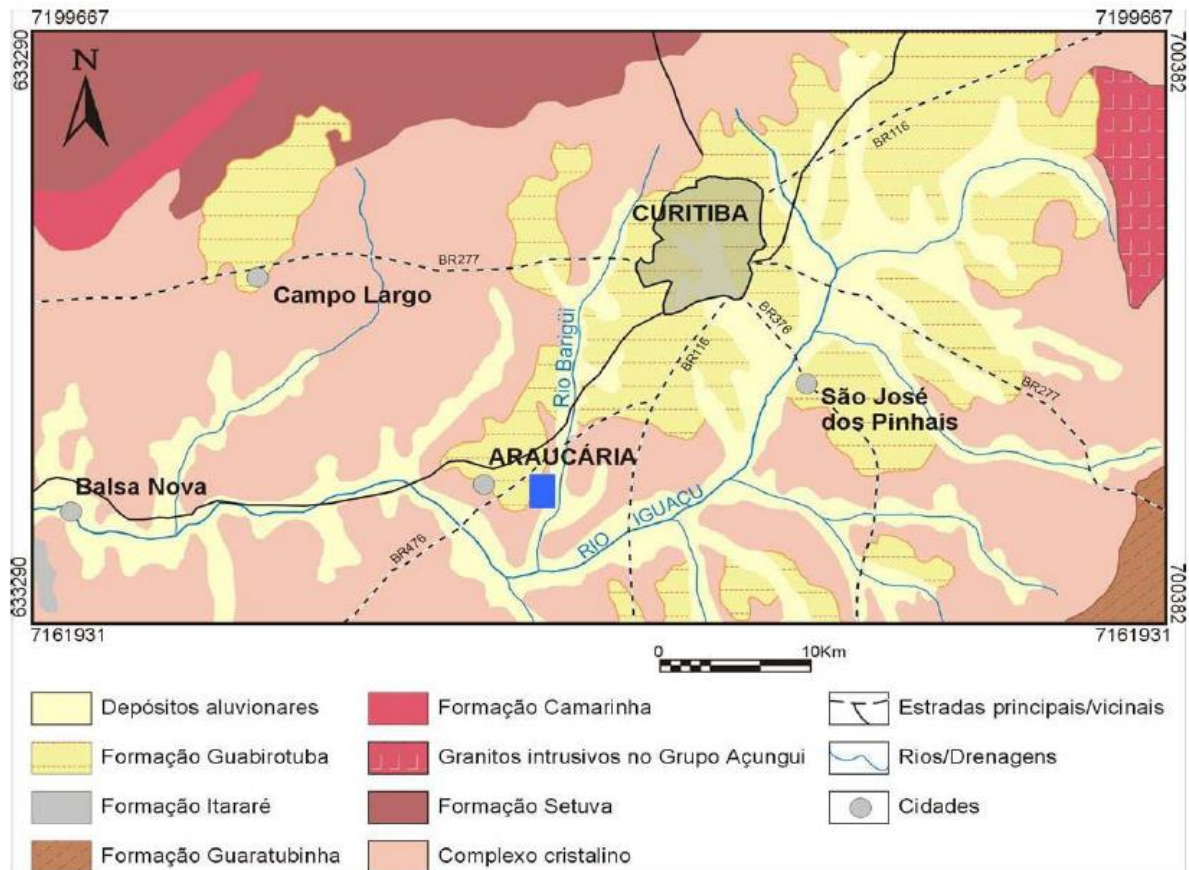 7199667
7199667
633290
700382
N
BR116
CURITIBA
BR277
Campo Largo
Rio Barigüi
BR376
BR116
São José
dos Pinhais
BR277
ARAUCÁRIA
Balsa Nova
RIO IGUAÇU
BR476
633290
700382
7161931
7161931
0 10Km
Depósitos aluvionares
Formação Camarinha
Estradas principais/vicinais
Formação Guabirotuba
Granitos intrusivos no Grupo Açungui
Rios/Drenagens
Formação Itararé
Formação Setuva
Cidades
Formação Guaratubinha
Complexo cristalino